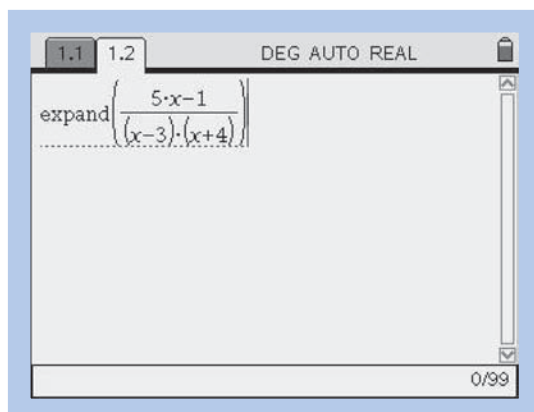 1.1 1.2 DEG AUTO REAL
expand(5·x−1/((x−3)·(x+4)))
0/99